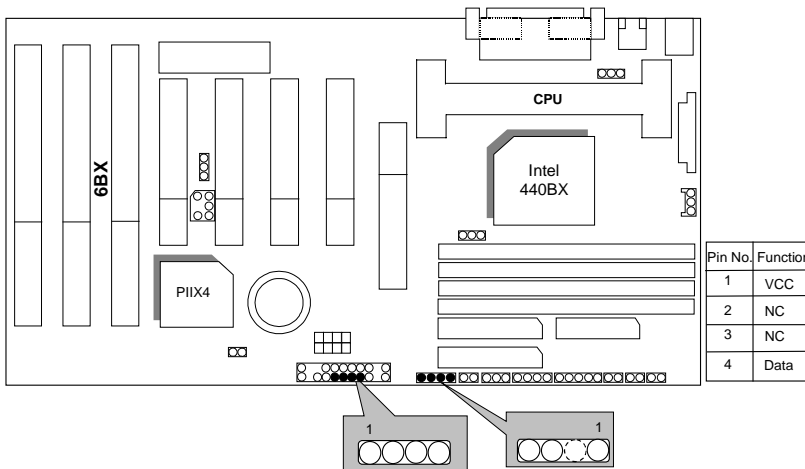 CPU
6BX
Intel
440BX
PIIX4
Pin No. Function
1 VCC
2 NC
3 NC
4 Data
1
1